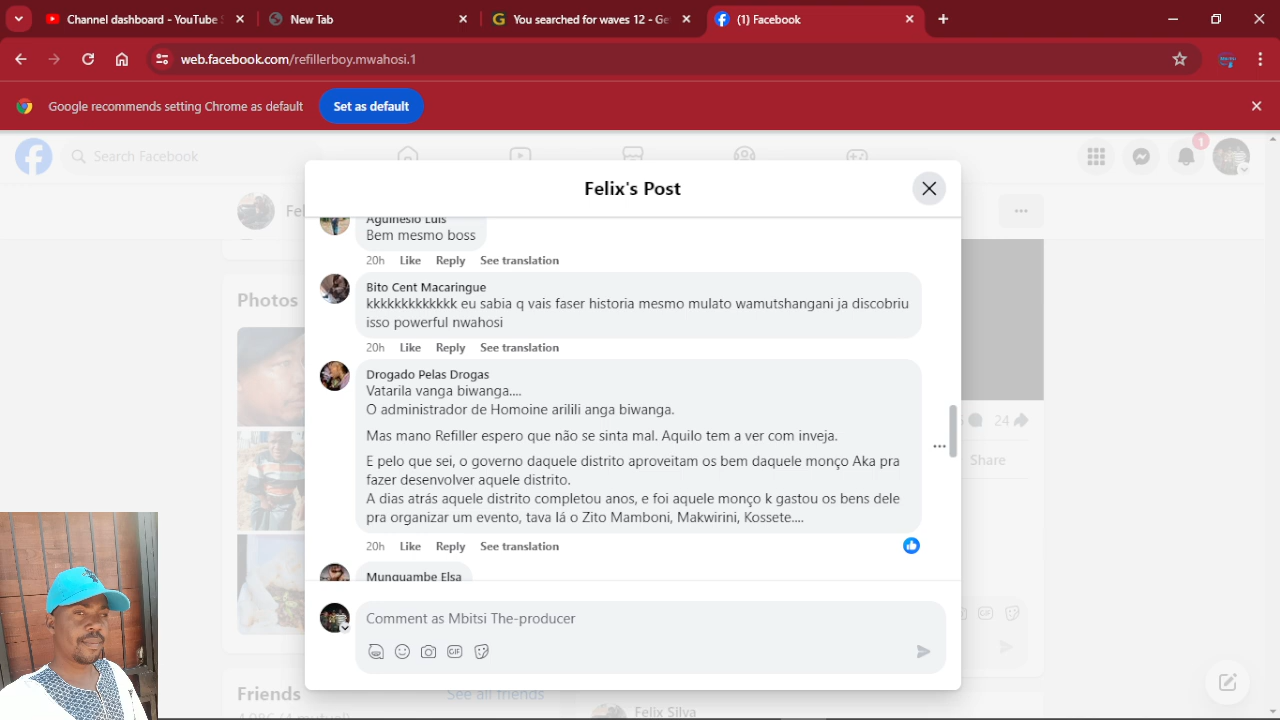 Channel dashboard - YouTube
New Tab
You searched for waves 12 - Ge
(1) Facebook
web.facebook.com/refillerboy.mwahosi.1
Google recommends setting Chrome as default
Set as default
Search Facebook
1
Felix's Post
Fel
Photos
Aguinesio Luis
Bem mesmo boss
20h Like Reply See translation
Bito Cent Macaringue
kkkkkkkkkkkkk eu sabia q vais faser historia mesmo mulato wamutshangani ja discobriu
isso powerful nwahosi
20h Like Reply See translation
Drogado Pelas Drogas
Vatarila vanga biwanga....
O administrador de Homoine arilili anga biwanga.
Mas mano Refiller espero que não se sinta mal. Aquilo tem a ver com inveja.
E pelo que sei, o governo daquele distrito aproveitam os bem daquele monço Aka pra
fazer desenvolver aquele distrito.
A dias atrás aquele distrito completou anos, e foi aquele monço k gastou os bens dele
pra organizar um evento, tava lá o Zito Mamboni, Makwirini, Kossete....
20h Like Reply See translation
24
Share
Munguambe Elsa
Comment as Mbitsi The-producer
GIF
Friends
See all friends
Felix Silva